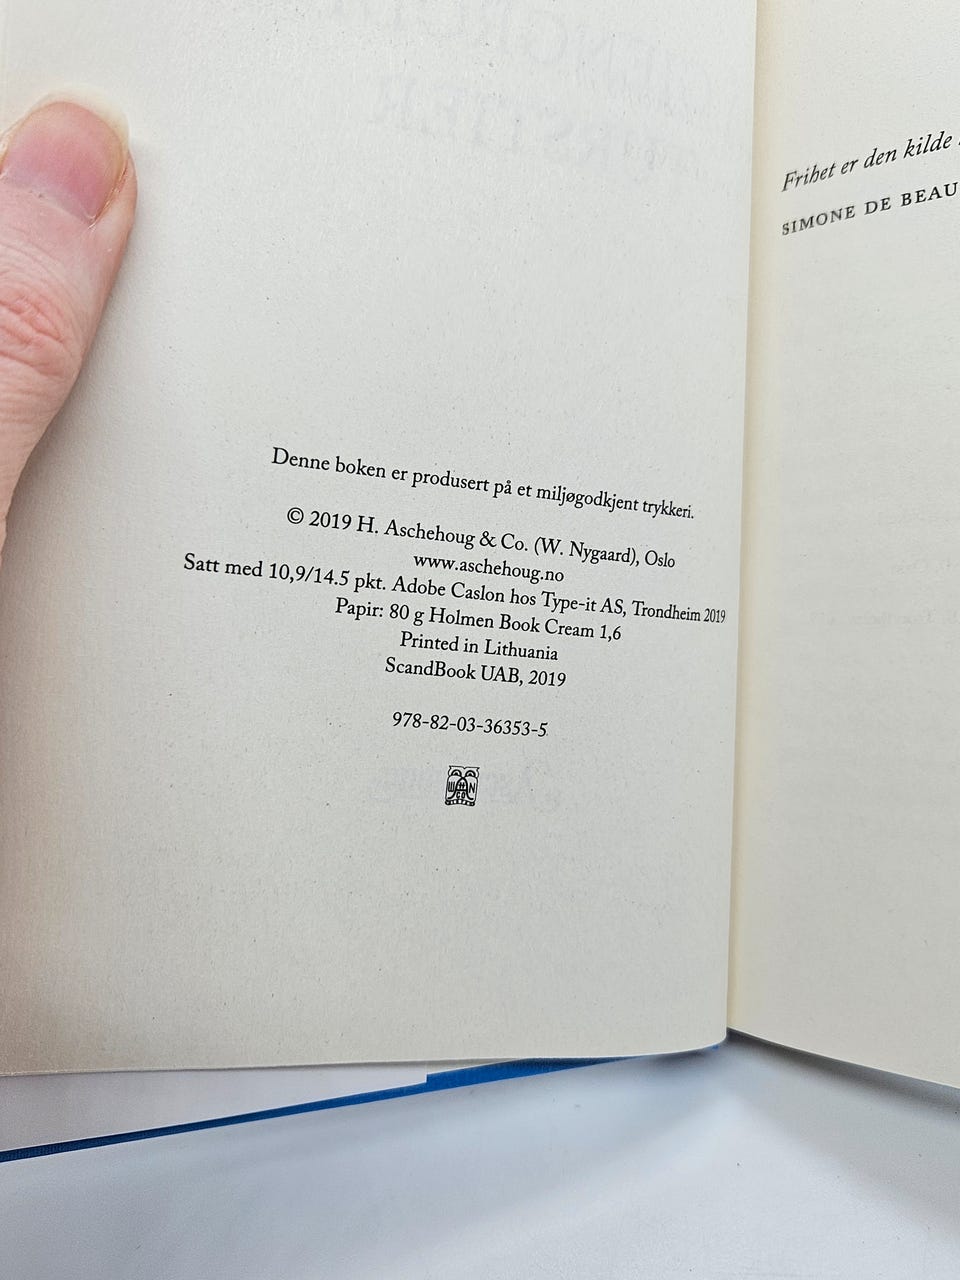 Denne boken er produsert på et miljøgodkjent trykkeri.
© 2019 H. Aschehoug & Co. (W. Nygaard), Oslo
www.aschehoug.no
Satt med 10,9/14.5 pkt. Adobe Caslon hos Type-it AS, Trondheim 2019
Papir: 80 g Holmen Book Cream 1,6
Printed in Lithuania
ScandBook UAB, 2019
978-82-03-36353-5
Frihet er den kilde
SIMONE DE BEAU